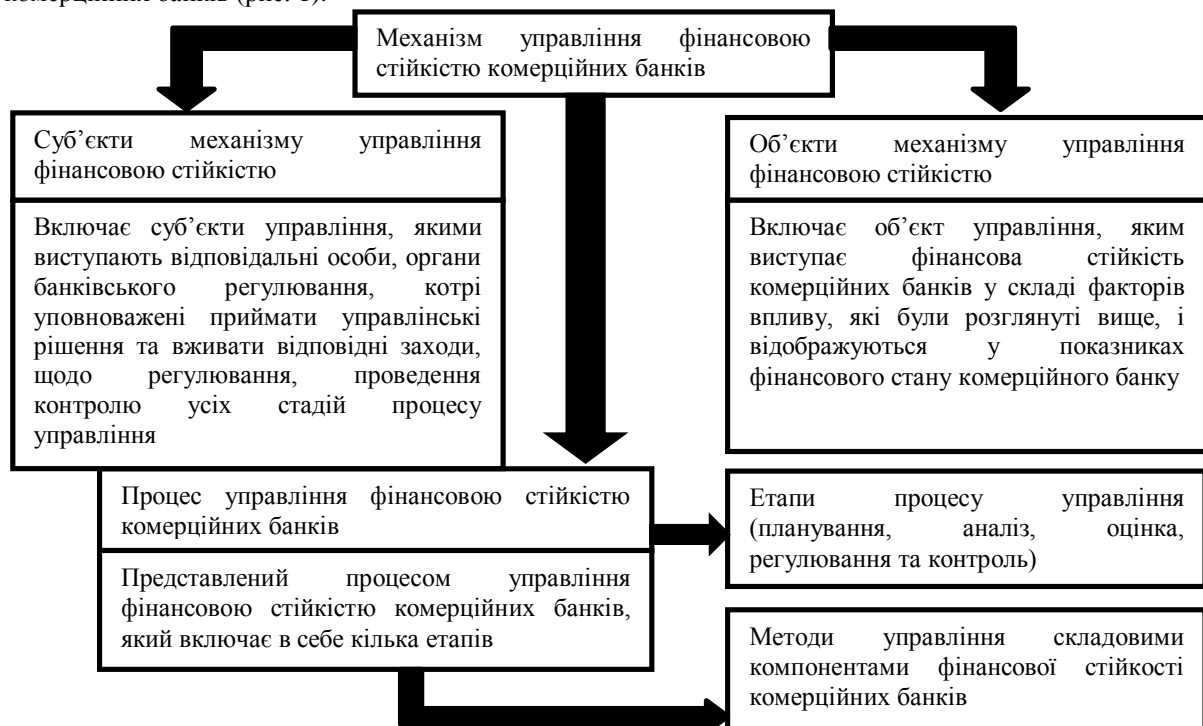 комерційних банків (рис. 1).
Механізм управління фінансовою
стійкістю комерційних банків
Суб’єкти механізму управління
фінансовою стійкістю
Включає суб’єкти управління, якими
виступають відповідальні особи, органи
банківського регулювання, котрі
уповноважені приймати управлінські
рішення та вживати відповідні заходи,
щодо регулювання, проведення
контролю усіх стадій процесу
управління
Об’єкти механізму управління
фінансовою стійкістю
Включає об’єкт управління, яким
виступає фінансова стійкість
комерційних банків у складі факторів
впливу, які були розглянуті вище, і
відображуються у показниках
фінансового стану комерційного банку
Процес управління фінансовою стійкістю
комерційних банків
Представлений процесом управління
фінансовою стійкістю комерційних банків,
який включає в себе кілька етапів
Етапи процесу управління
(планування, аналіз, оцінка,
регулювання та контроль)
Методи управління складовими
компонентами фінансової стійкості
комерційних банків